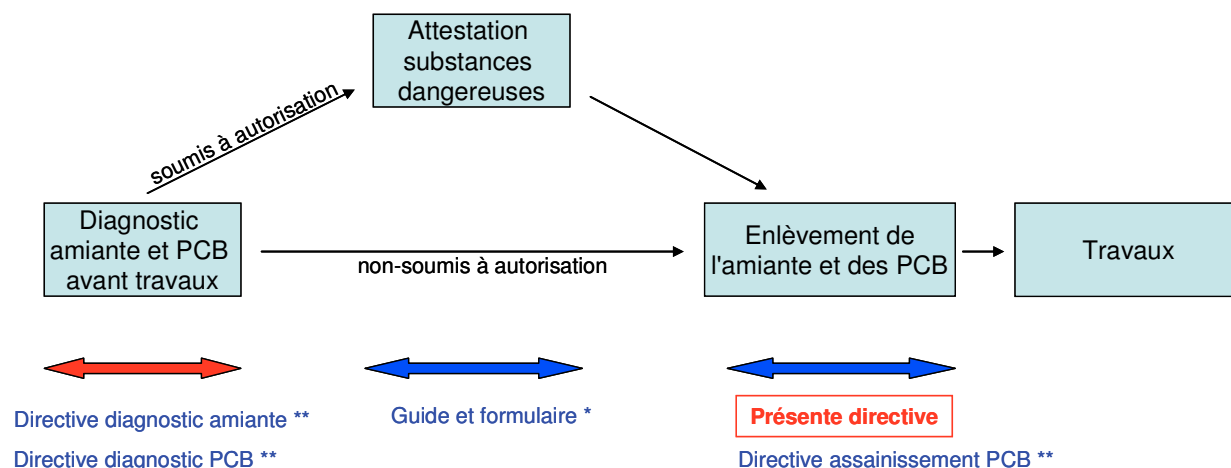 Attestation
substances
dangereuses
soumis à autorisation
Diagnostic
amiante et PCB
avant travaux
non-soumis à autorisation
Enlèvement de
l'amiante et des PCB
Travaux
Directive diagnostic amiante **
Guide et formulaire *
Présente directive
Directive diagnostic PCB **
Directive assainissement PCB **